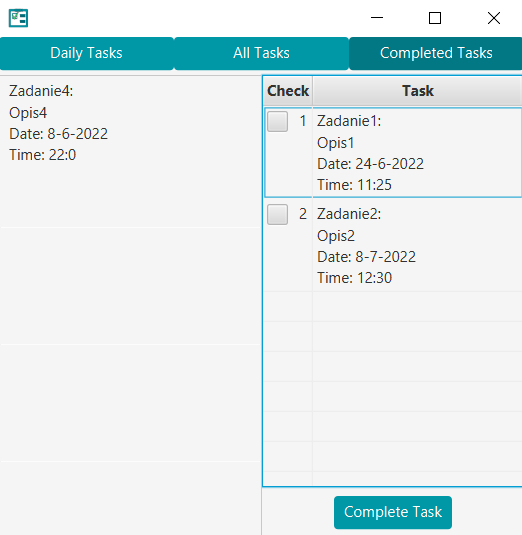 Daily Tasks
All Tasks
Completed Tasks
Zadanie4:
Opis4
Date: 8-6-2022
Time: 22:0
Check
Task
1
Zadanie1:
Opis1
Date: 24-6-2022
Time: 11:25
2
Zadanie2:
Opis2
Date: 8-7-2022
Time: 12:30
Complete Task